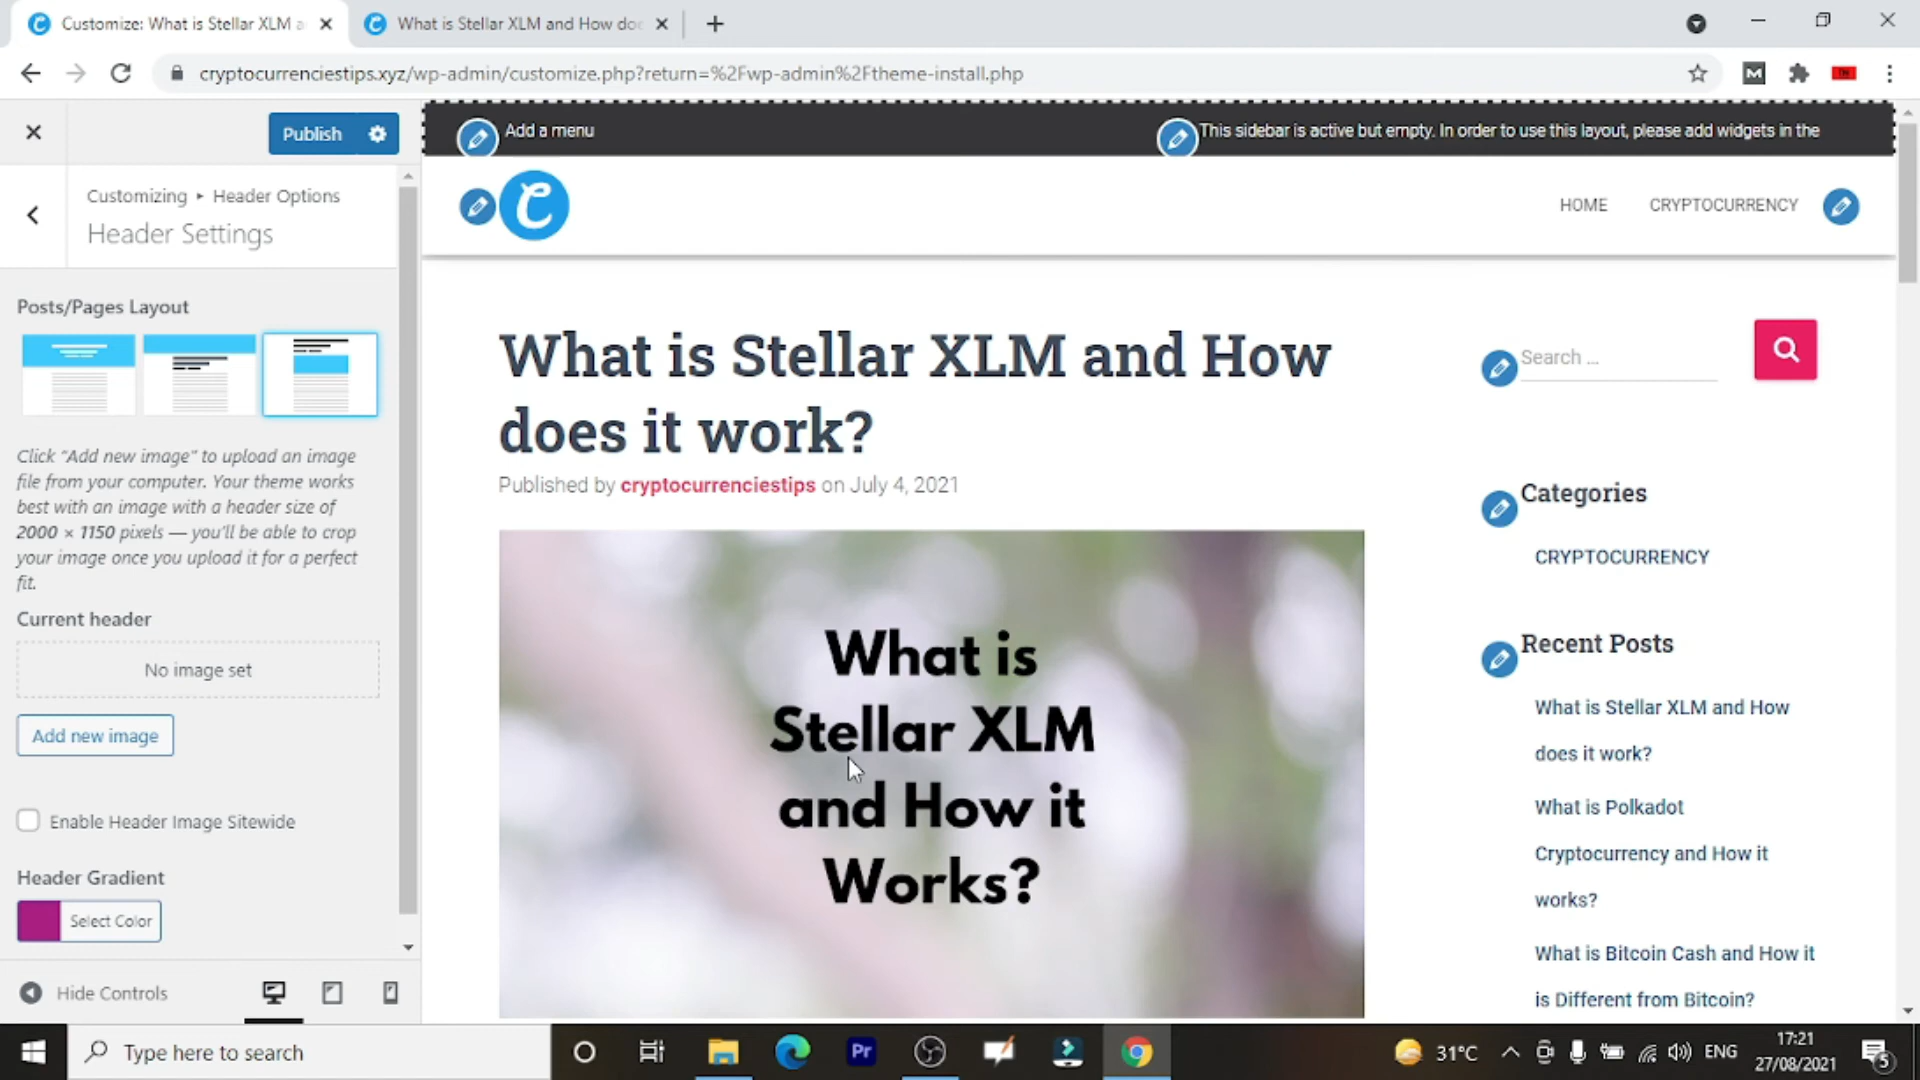 Customize: What is Stellar XLM a
What is Stellar XLM and How doe
cryptocurrenciestips.xyz/wp-admin/customize.php?return=%2Fwp-admin%2Ftheme-install.php
Publish
Customizing ▸ Header Options
Header Settings
Posts/Pages Layout
Click "Add new image" to upload an image
file from your computer. Your theme works
best with an image with a header size of
2000 × 1150 pixels — you'll be able to crop
your image once you upload it for a perfect
fit.
Current header
No image set
Add new image
Enable Header Image Sitewide
Header Gradient
Select Color
Hide Controls
Add a menu
This sidebar is active but empty. In order to use this layout, please add widgets in the
C
HOME CRYPTOCURRENCY
What is Stellar XLM and How
does it work?
Published by cryptocurrenciestips on July 4, 2021
What is
Stellar XLM
and How it
Works?
Search ...
Categories
CRYPTOCURRENCY
Recent Posts
What is Stellar XLM and How
does it work?
What is Polkadot
Cryptocurrency and How it
works?
What is Bitcoin Cash and How it
is Different from Bitcoin?
Type here to search
Pr
31°C
ENG
17:21
27/08/2021
5